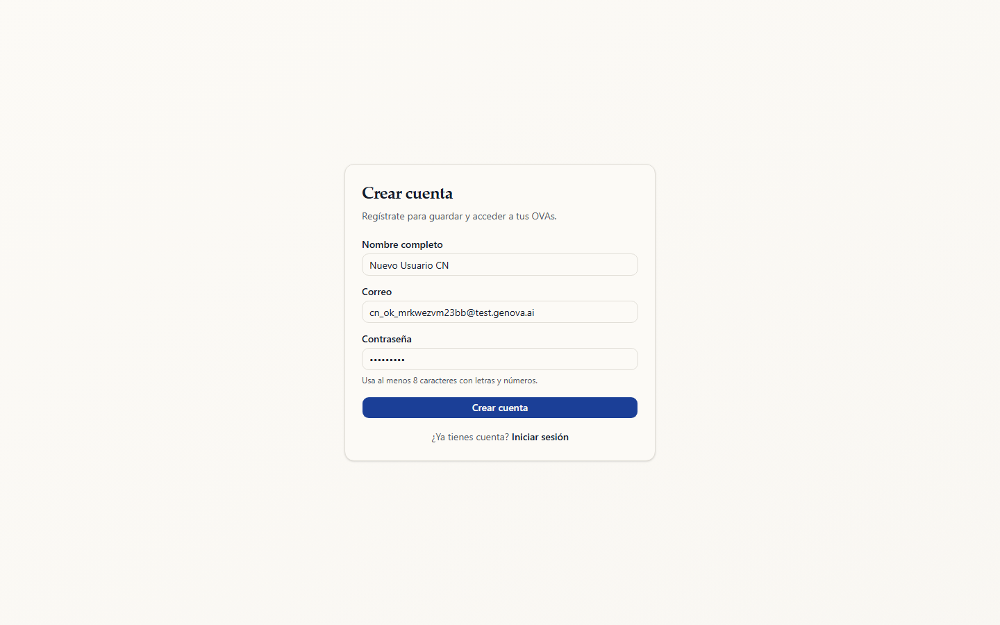 Crear cuenta
Regístrate para guardar y acceder a tus OVAs.
Nombre completo
Nuevo Usuario CN
Correo
cn_ok_mrkwezvm23bb@test.genova.ai
Contraseña
•••••••••
Usa al menos 8 caracteres con letras y números.
Crear cuenta
¿Ya tienes cuenta? Iniciar sesión